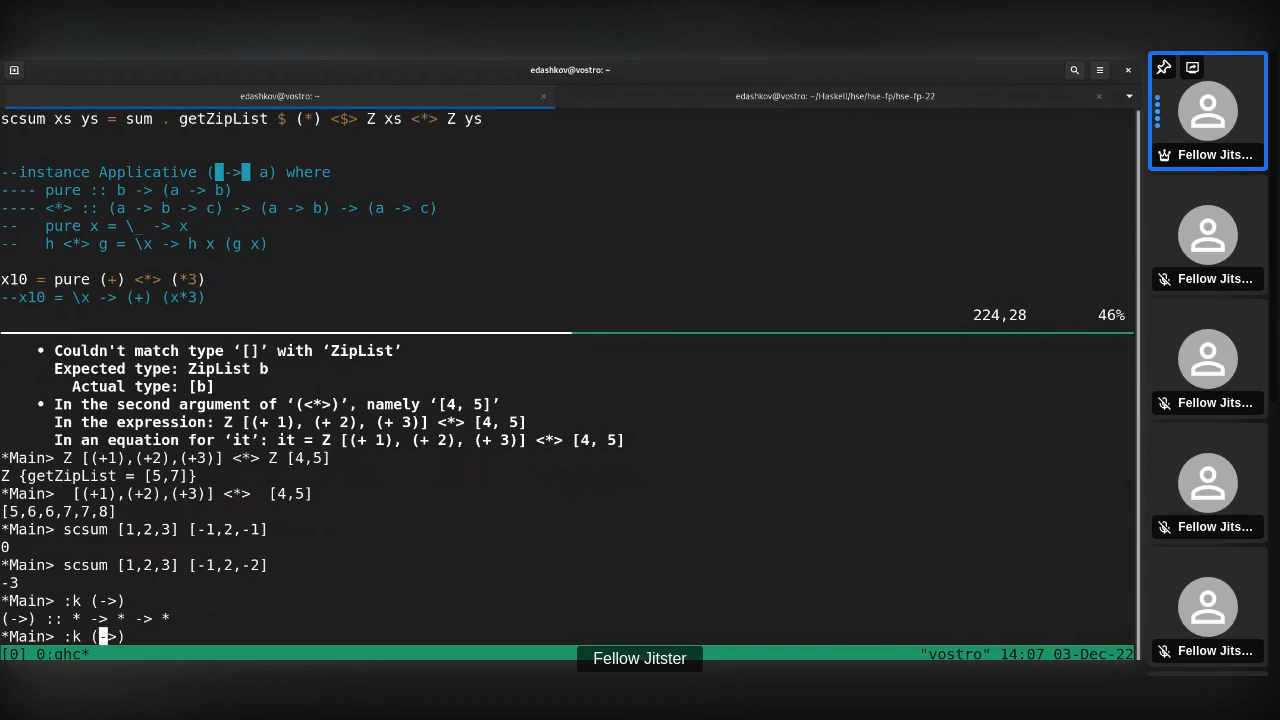 edashkov@vostro: ~
edashkov@vostro: ~
edashkov@vostro: ~/Haskell/hse/hse-fp/hse-fp-22
scsum xs ys = sum . getZipList $ (*) <$> Z xs <*> Z ys
--instance Applicative (->  a) where
---- pure :: b -> (a -> b)
---- <*> :: (a -> b -> c) -> (a -> b) -> (a -> c)
--   pure x = \_ -> x
--   h <*> g = \x -> h x (g x)
x10 = pure (+) <*> (*3)
--x10 = \x -> (+) (x*3)
224,28        46%
• Couldn't match type ‘[]’ with ‘ZipList’
Expected type: ZipList b
Actual type: [b]
• In the second argument of ‘(<*>)’, namely ‘[4, 5]’
In the expression: Z [(+ 1), (+ 2), (+ 3)] <*> [4, 5]
In an equation for ‘it’: it = Z [(+ 1), (+ 2), (+ 3)] <*> [4, 5]
*Main> Z [(+1),(+2),(+3)] <*> Z [4,5]
Z {getZipList = [5,7]}
*Main>  [(+1),(+2),(+3)] <*>  [4,5]
[5,6,6,7,7,8]
*Main> scsum [1,2,3] [-1,2,-1]
0
*Main> scsum [1,2,3] [-1,2,-2]
-3
*Main> :k (->)
(->) :: * -> * -> *
*Main> :k (->)
[0] 0:ghc*
"vostro" 14:07 03-Dec-22
Fellow Jitster
Fellow Jits...
Fellow Jits...
Fellow Jits...
Fellow Jits...
Fellow Jits...